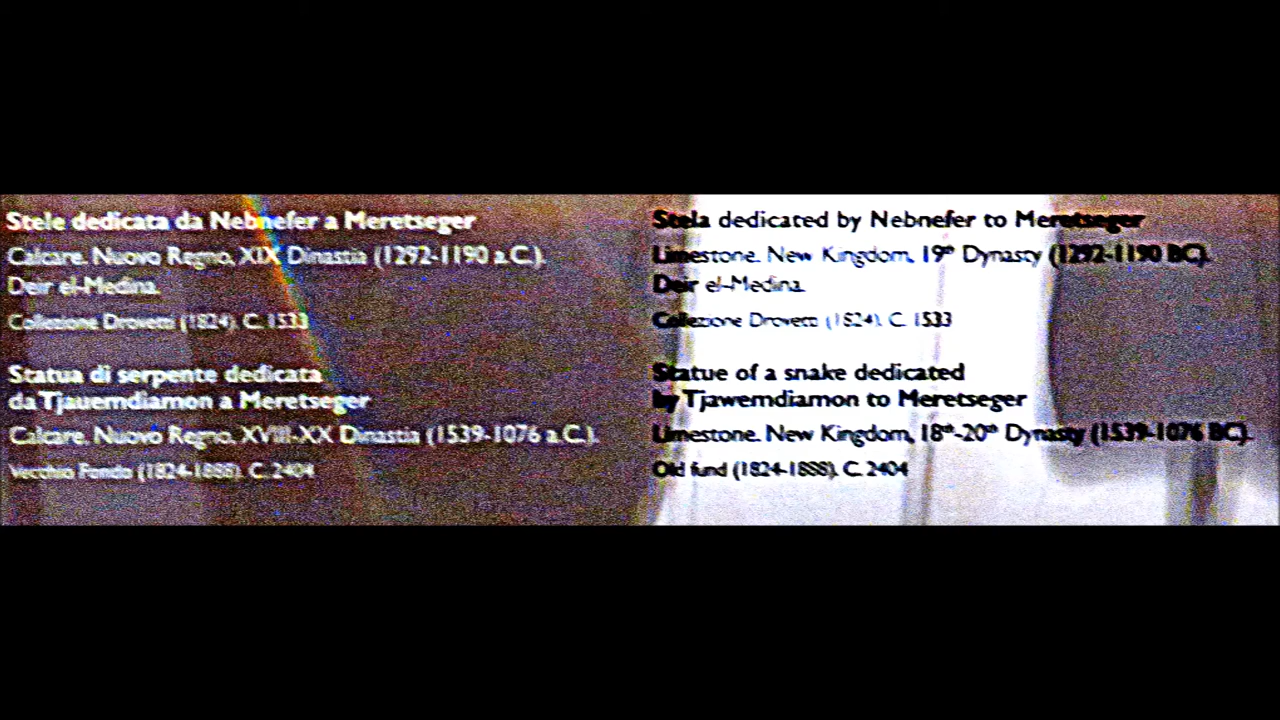 Stele dedicata da Nebnefer a Meretseger
Calcare. Nuovo Regno, XIX Dinastia (1292-1190 a.C.).
Deir el-Medina.
Collezione Drovetti (1824). C. 1533
Statua di serpente dedicata
da Tjauemdiamon a Meretseger
Calcare. Nuovo Regno, XVIII-XX Dinastia (1539-1076 a.C.).
Vecchio Fondo (1824-1888). C. 2404
Stela dedicated by Nebnefer to Meretseger
Limestone. New Kingdom, 19th Dynasty (1292-1190 BC).
Deir el-Medina.
Collezione Drovetti (1824). C. 1533
Statue of a snake dedicated
by Tjawemdiamon to Meretseger
Limestone. New Kingdom, 18th-20th Dynasty (1539-1076 BC).
Old fund (1824-1888). C. 2404